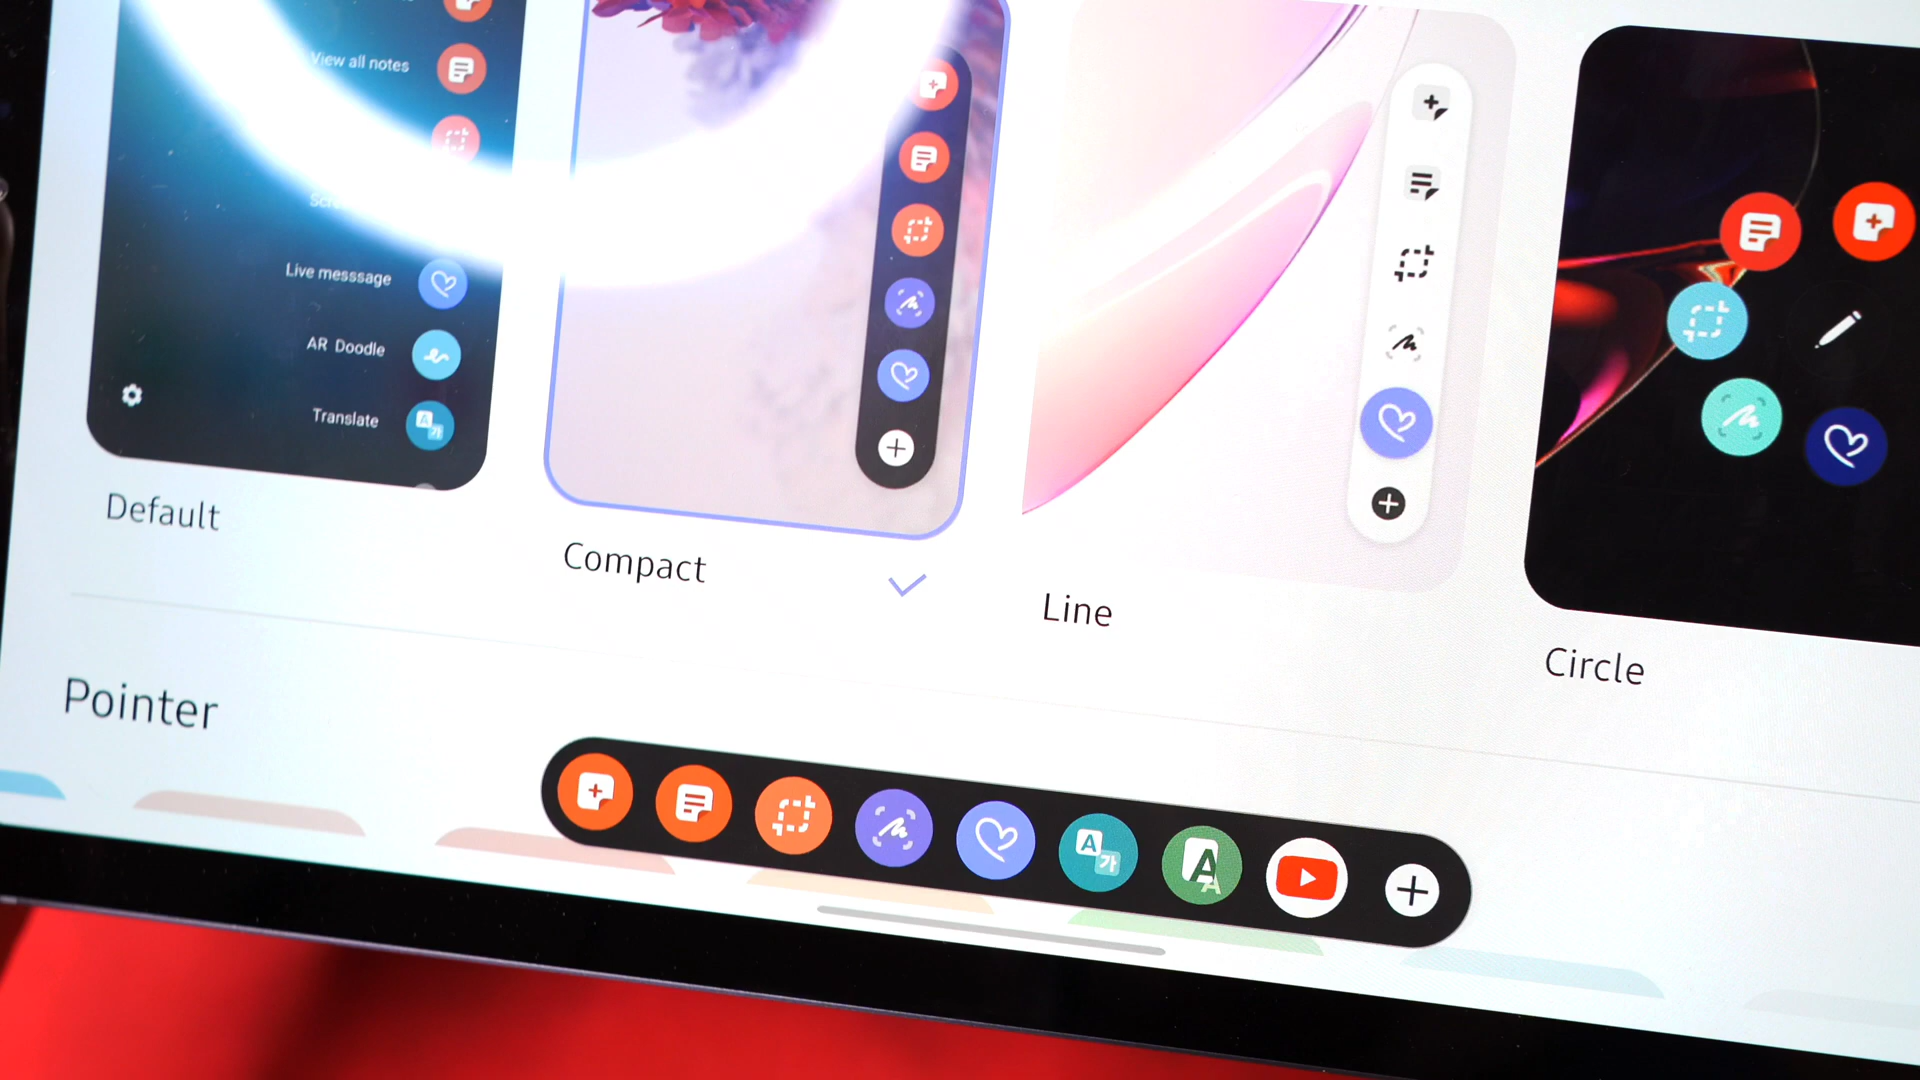 View all notes
Live messsage
AR Doodle
Translate
Default
Compact
Line
Circle
Pointer